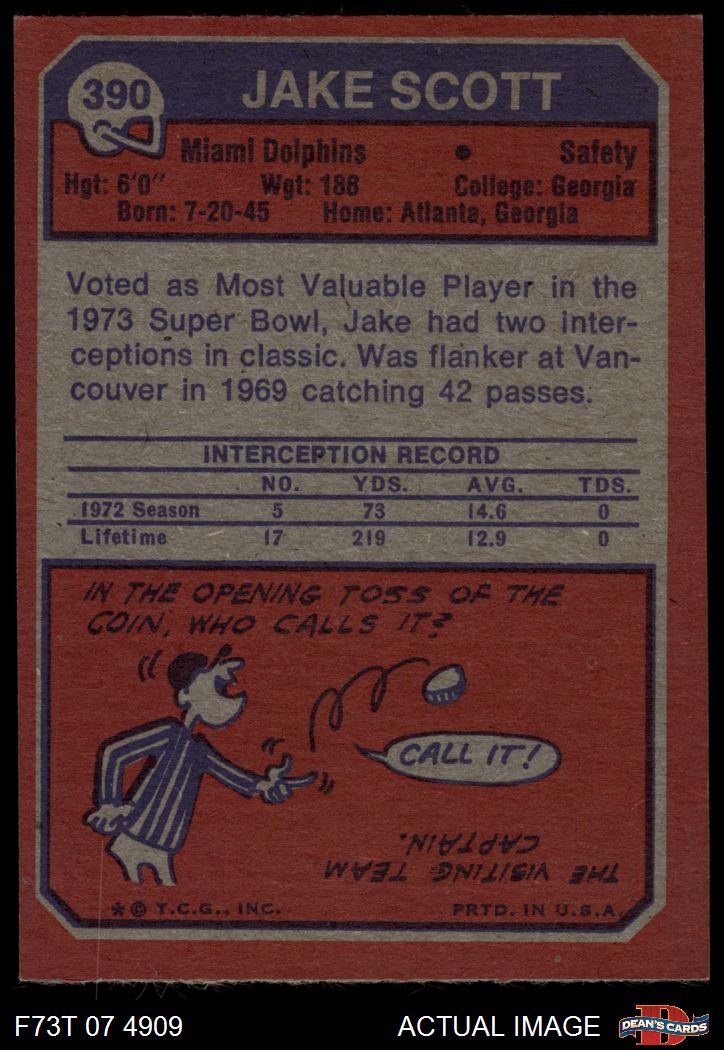 390
JAKE SCOTT
Miami Dolphins • Safety
Hgt: 6'0" Wgt: 188 College: Georgia
Born: 7-20-45 Home: Atlanta, Georgia
Voted as Most Valuable Player in the
1973 Super Bowl, Jake had two inter-
ceptions in classic. Was flanker at Van-
couver in 1969 catching 42 passes.
INTERCEPTION RECORD
NO. YDS. AVG. TDS.
1972 Season 5 73 14.6 0
Lifetime 17 219 12.9 0
IN THE OPENING TOSS OF THE
COIN, WHO CALLS IT?
CALL IT!
THE VISITING TEAM
CAPTAIN.
* © T.C.G., INC. PRTD. IN U.S.A.
F73T 07 4909 ACTUAL IMAGE
D
DEAN'S CARDS